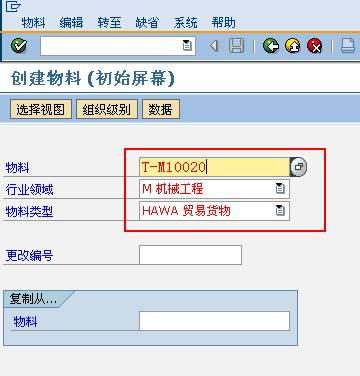 物料 编辑 转至 缺省 系统 帮助
创建物料 (初始屏幕)
选择视图 组织级别 数据
物料 T-M10020
行业领域 M 机械工程
物料类型 HAWA 贸易货物
更改编号
复制从...
物料